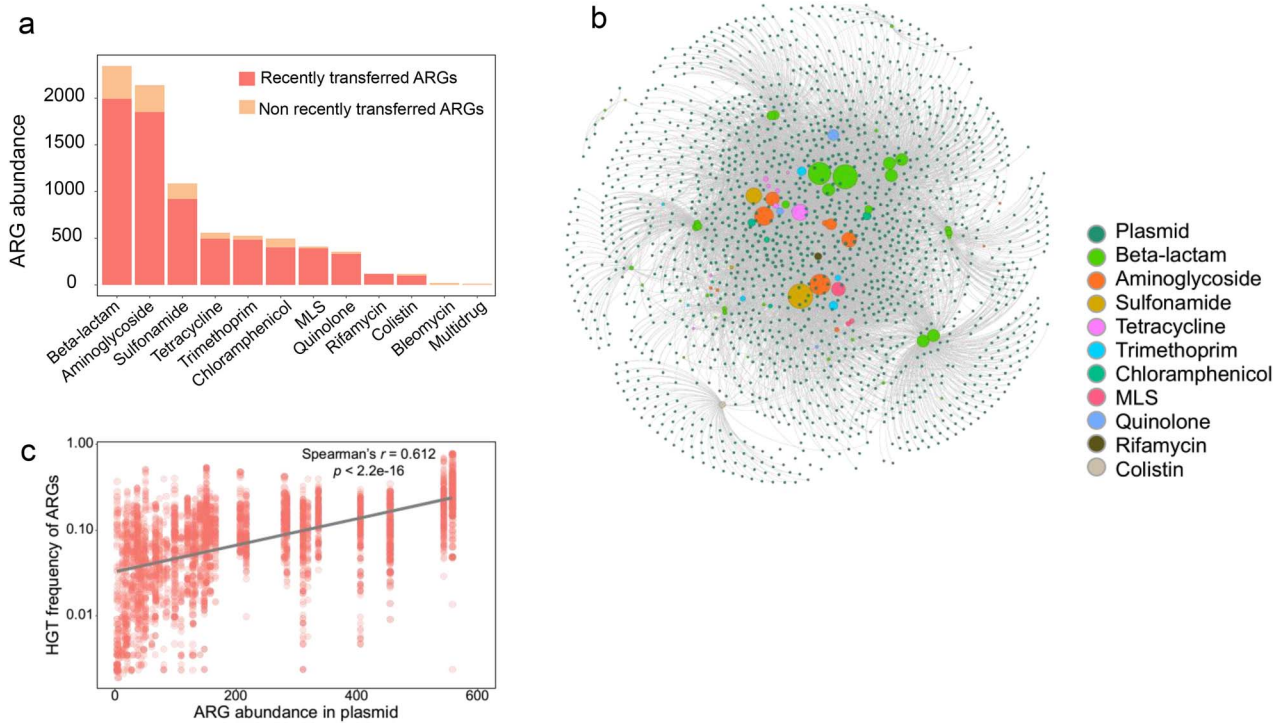 a
ARG abundance
2000
1500
1000
500
0
Recently transferred ARGs
Non recently transferred ARGs
Beta-lactam
Aminoglycoside
Sulfonamide
Tetracycline
Trimethoprim
Chloramphenicol
MLS
Quinolone
Rifamycin
Colistin
Bleomycin
Multidrug
b
Plasmid
Beta-lactam
Aminoglycoside
Sulfonamide
Tetracycline
Trimethoprim
Chloramphenicol
MLS
Quinolone
Rifamycin
Colistin
c
HGT frequency of ARGs
1.00
0.10
0.01
Spearman's r = 0.612
p < 2.2e-16
0
200
400
600
ARG abundance in plasmid